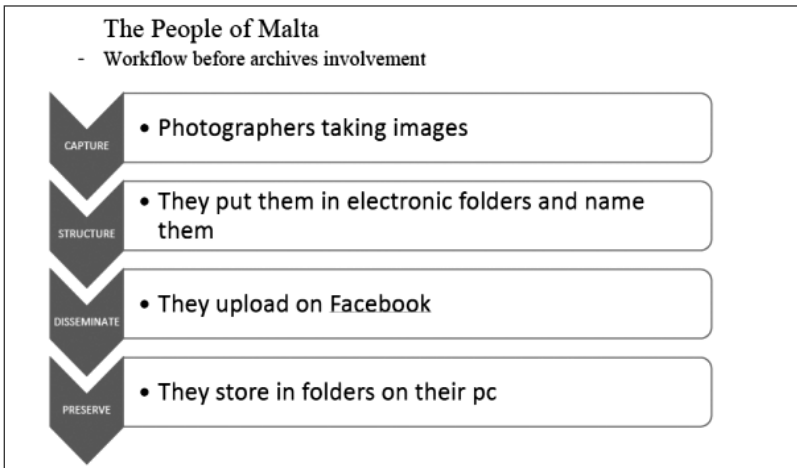 The People of Malta
- Workflow before archives involvement
CAPTURE
• Photographers taking images
STRUCTURE
• They put them in electronic folders and name
them
DISSEMINATE
• They upload on Facebook
PRESERVE
• They store in folders on their pc